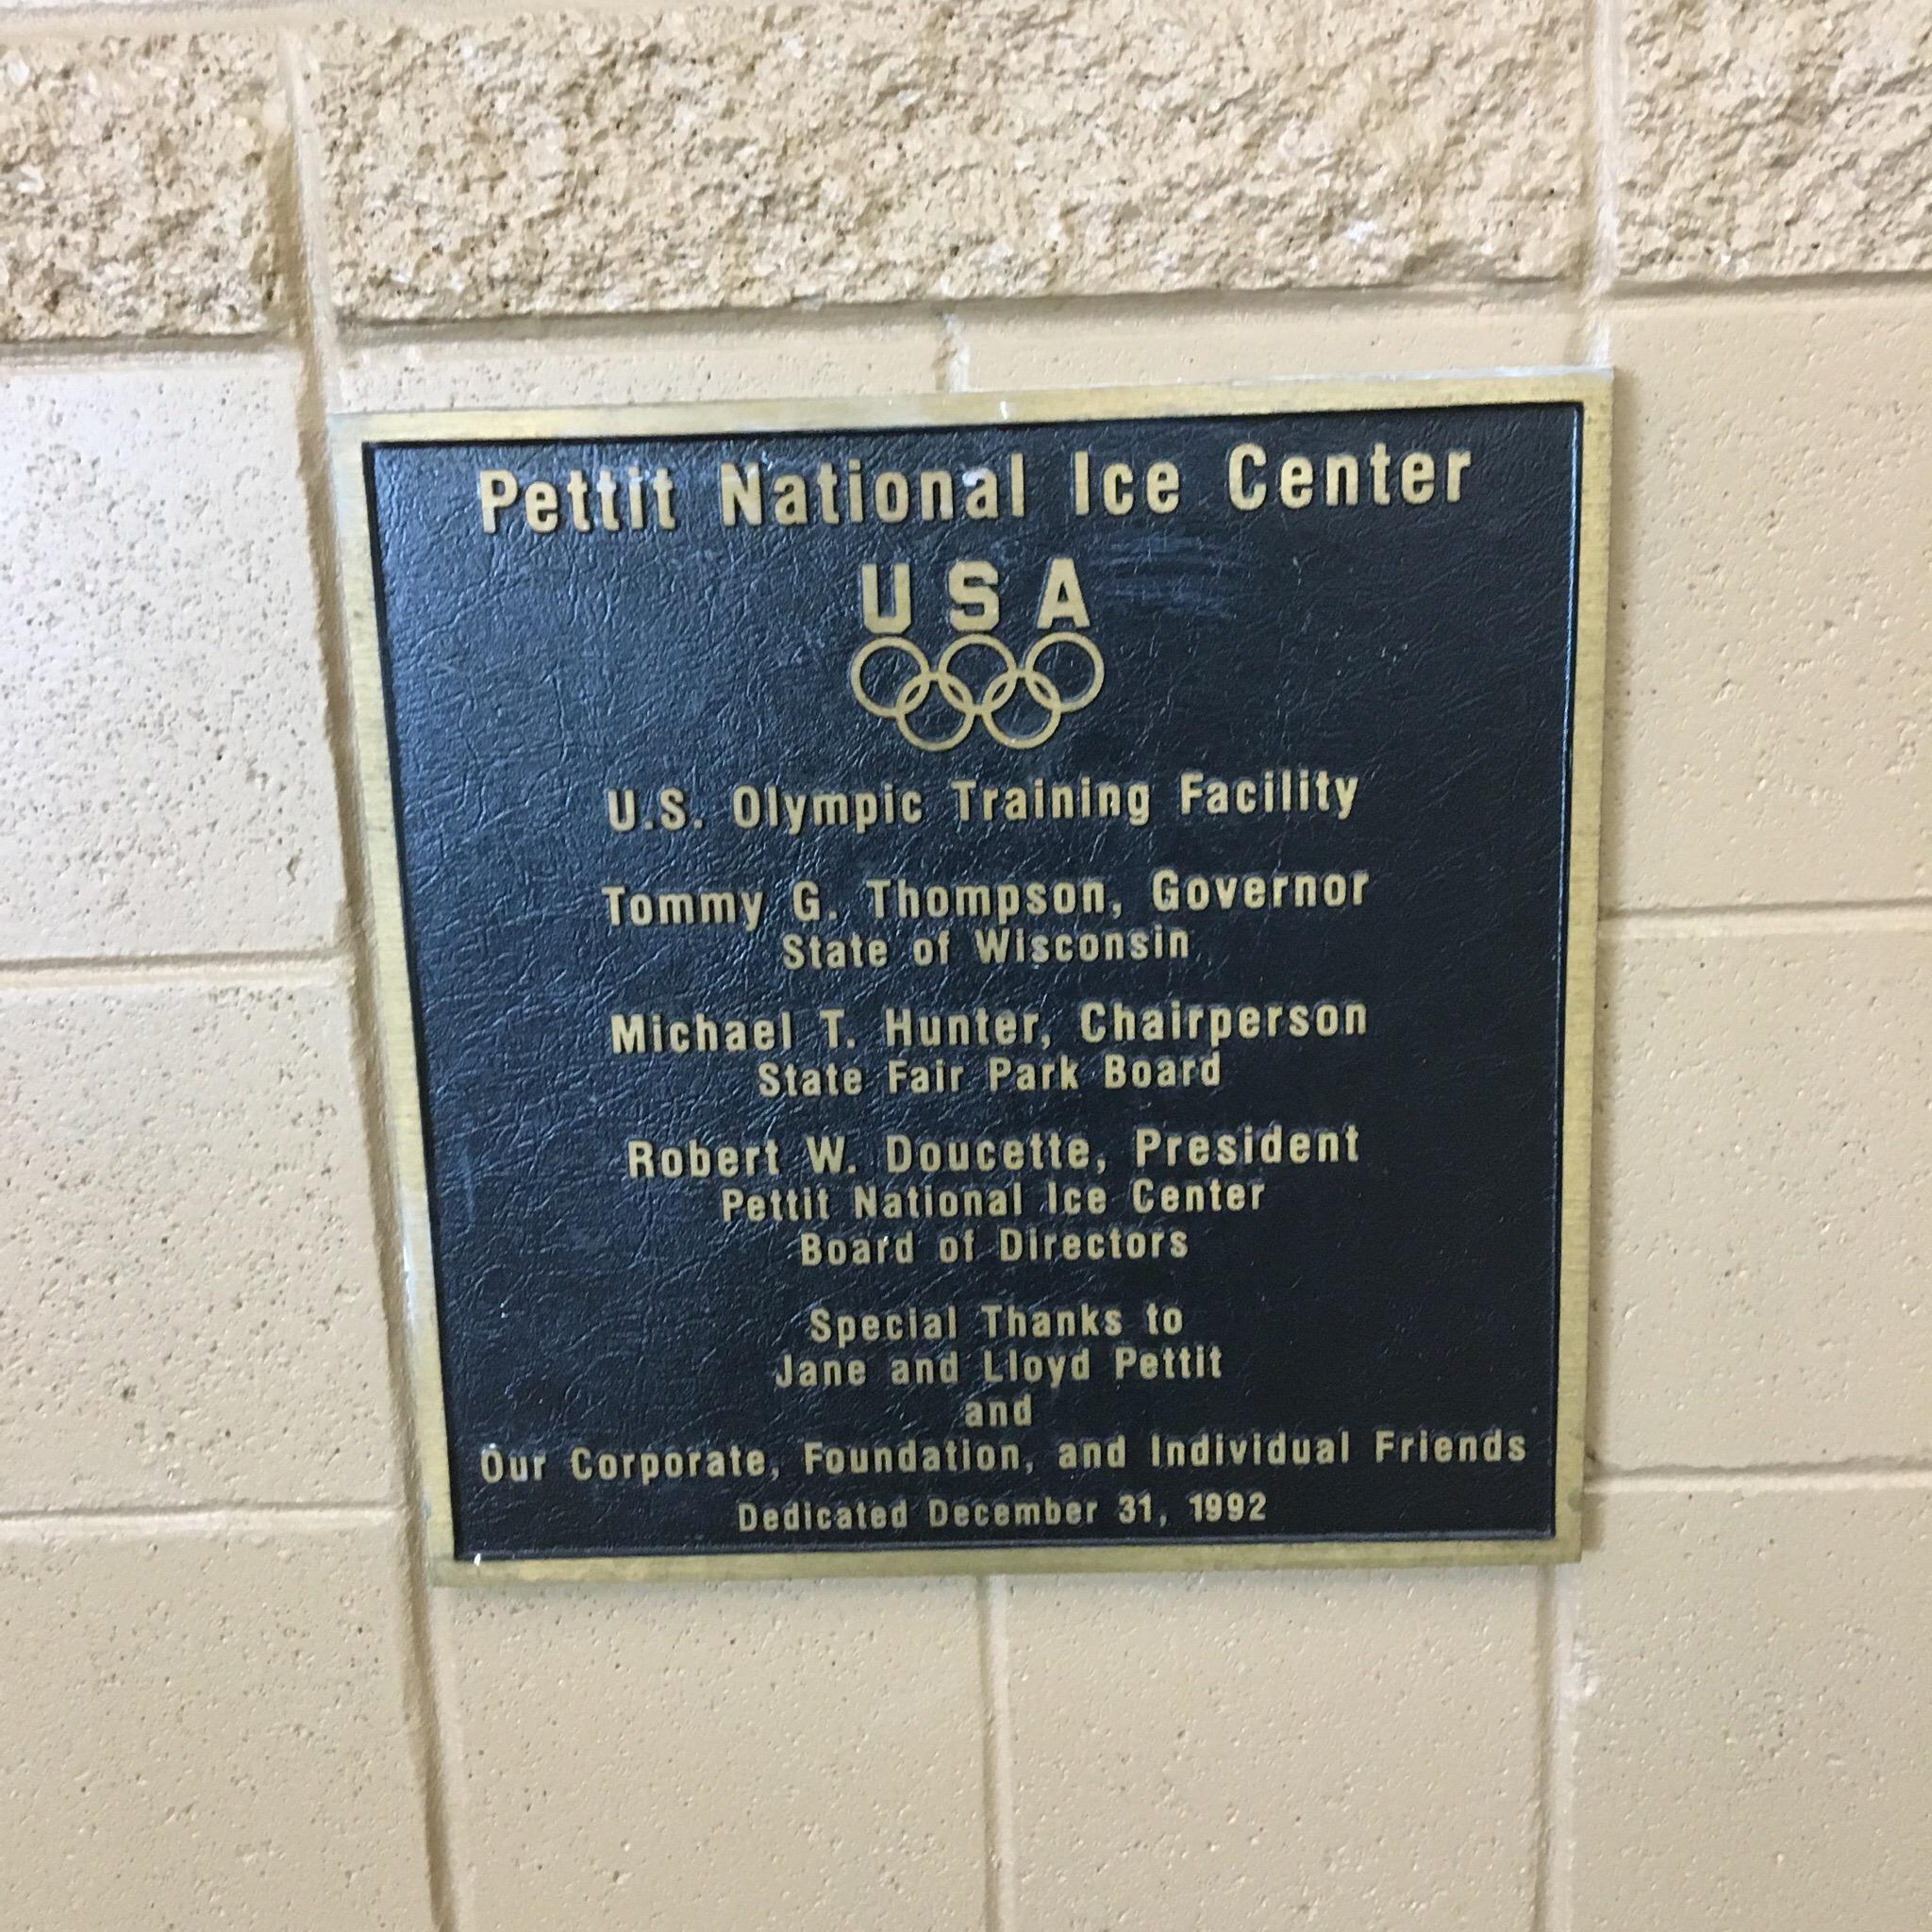 Pettit National Ice Center
USA
U.S. Olympic Training Facility
Tommy G. Thompson, Governor
State of Wisconsin
Michael T. Hunter, Chairperson
State Fair Park Board
Robert W. Doucette, President
Pettit National Ice Center
Board of Directors
Special Thanks to
Jane and Lloyd Pettit
and
Our Corporate, Foundation, and Individual Friends
Dedicated December 31, 1992